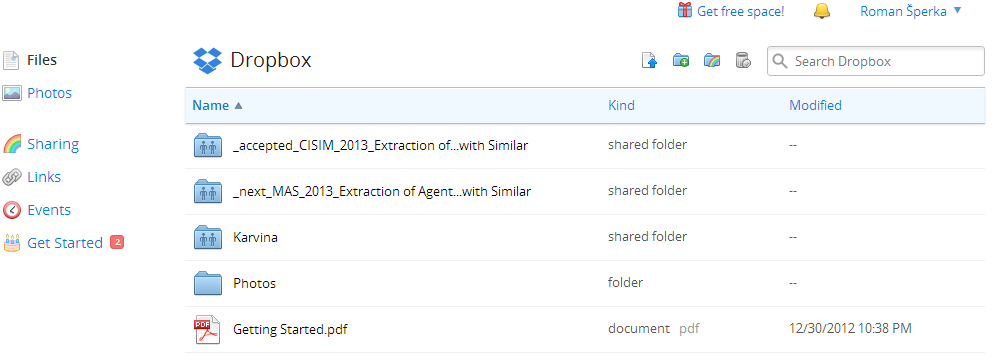 Get free space!
Roman Šperka
Files
Photos
Sharing
Links
Events
Get Started 2
Dropbox
Search Dropbox
Name Kind Modified
_accepted_CISIM_2013_Extraction of...with Similar shared folder --
_next_MAS_2013_Extraction of Agent...with Similar shared folder --
Karvina shared folder --
Photos folder --
PDF Getting Started.pdf document pdf 12/30/2012 10:38 PM